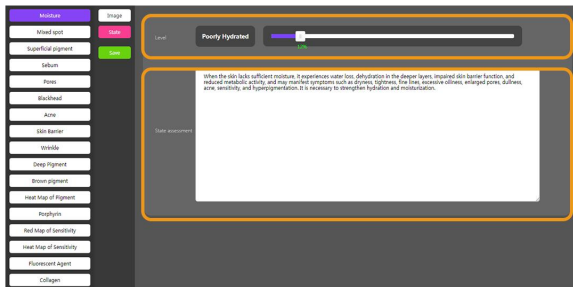 Moisture
Mixed spot
Superficial pigment
Sebum
Pores
Blackhead
Acne
Skin Barrier
Wrinkle
Deep Pigment
Brown pigment
Heat Map of Pigment
Porphyrin
Red Map of Sensitivity
Heat Map of Sensitivity
Fluorescent Agent
Collagen
Image
State
Save
Level
Poorly Hydrated
12%
State assessment
When the skin lacks sufficient moisture, it experiences water loss, dehydration in the deeper layers, impaired skin barrier function, and
reduced metabolic activity, and may manifest symptoms such as dryness, tightness, fine lines, excessive oiliness, enlarged pores, dullness,
acne, sensitivity, and hyperpigmentation. It is necessary to strengthen hydration and moisturization.